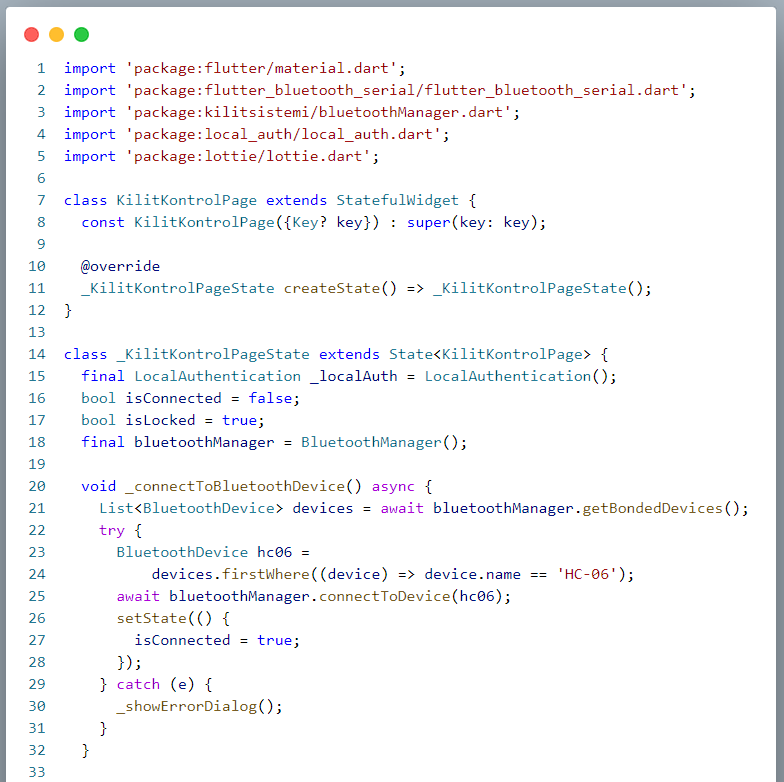 1 import 'package:flutter/material.dart';
2 import 'package:flutter_bluetooth_serial/flutter_bluetooth_serial.dart';
3 import 'package:kilitsistemi/bluetoothManager.dart';
4 import 'package:local_auth/local_auth.dart';
5 import 'package:lottie/lottie.dart';
6
7 class KilitKontrolPage extends StatefulWidget {
8   const KilitKontrolPage({Key? key}) : super(key: key);
9
10   @override
11   _KilitKontrolPageState createState() => _KilitKontrolPageState();
12 }
13
14 class _KilitKontrolPageState extends State<KilitKontrolPage> {
15   final LocalAuthentication _localAuth = LocalAuthentication();
16   bool isConnected = false;
17   bool isLocked = true;
18   final bluetoothManager = BluetoothManager();
19
20   void _connectToBluetoothDevice() async {
21     List<BluetoothDevice> devices = await bluetoothManager.getBondedDevices();
22     try {
23       BluetoothDevice hc06 =
24           devices.firstWhere((device) => device.name == 'HC-06');
25       await bluetoothManager.connectToDevice(hc06);
26       setState(() {
27         isConnected = true;
28       });
29     } catch (e) {
30       _showErrorDialog();
31     }
32   }
33